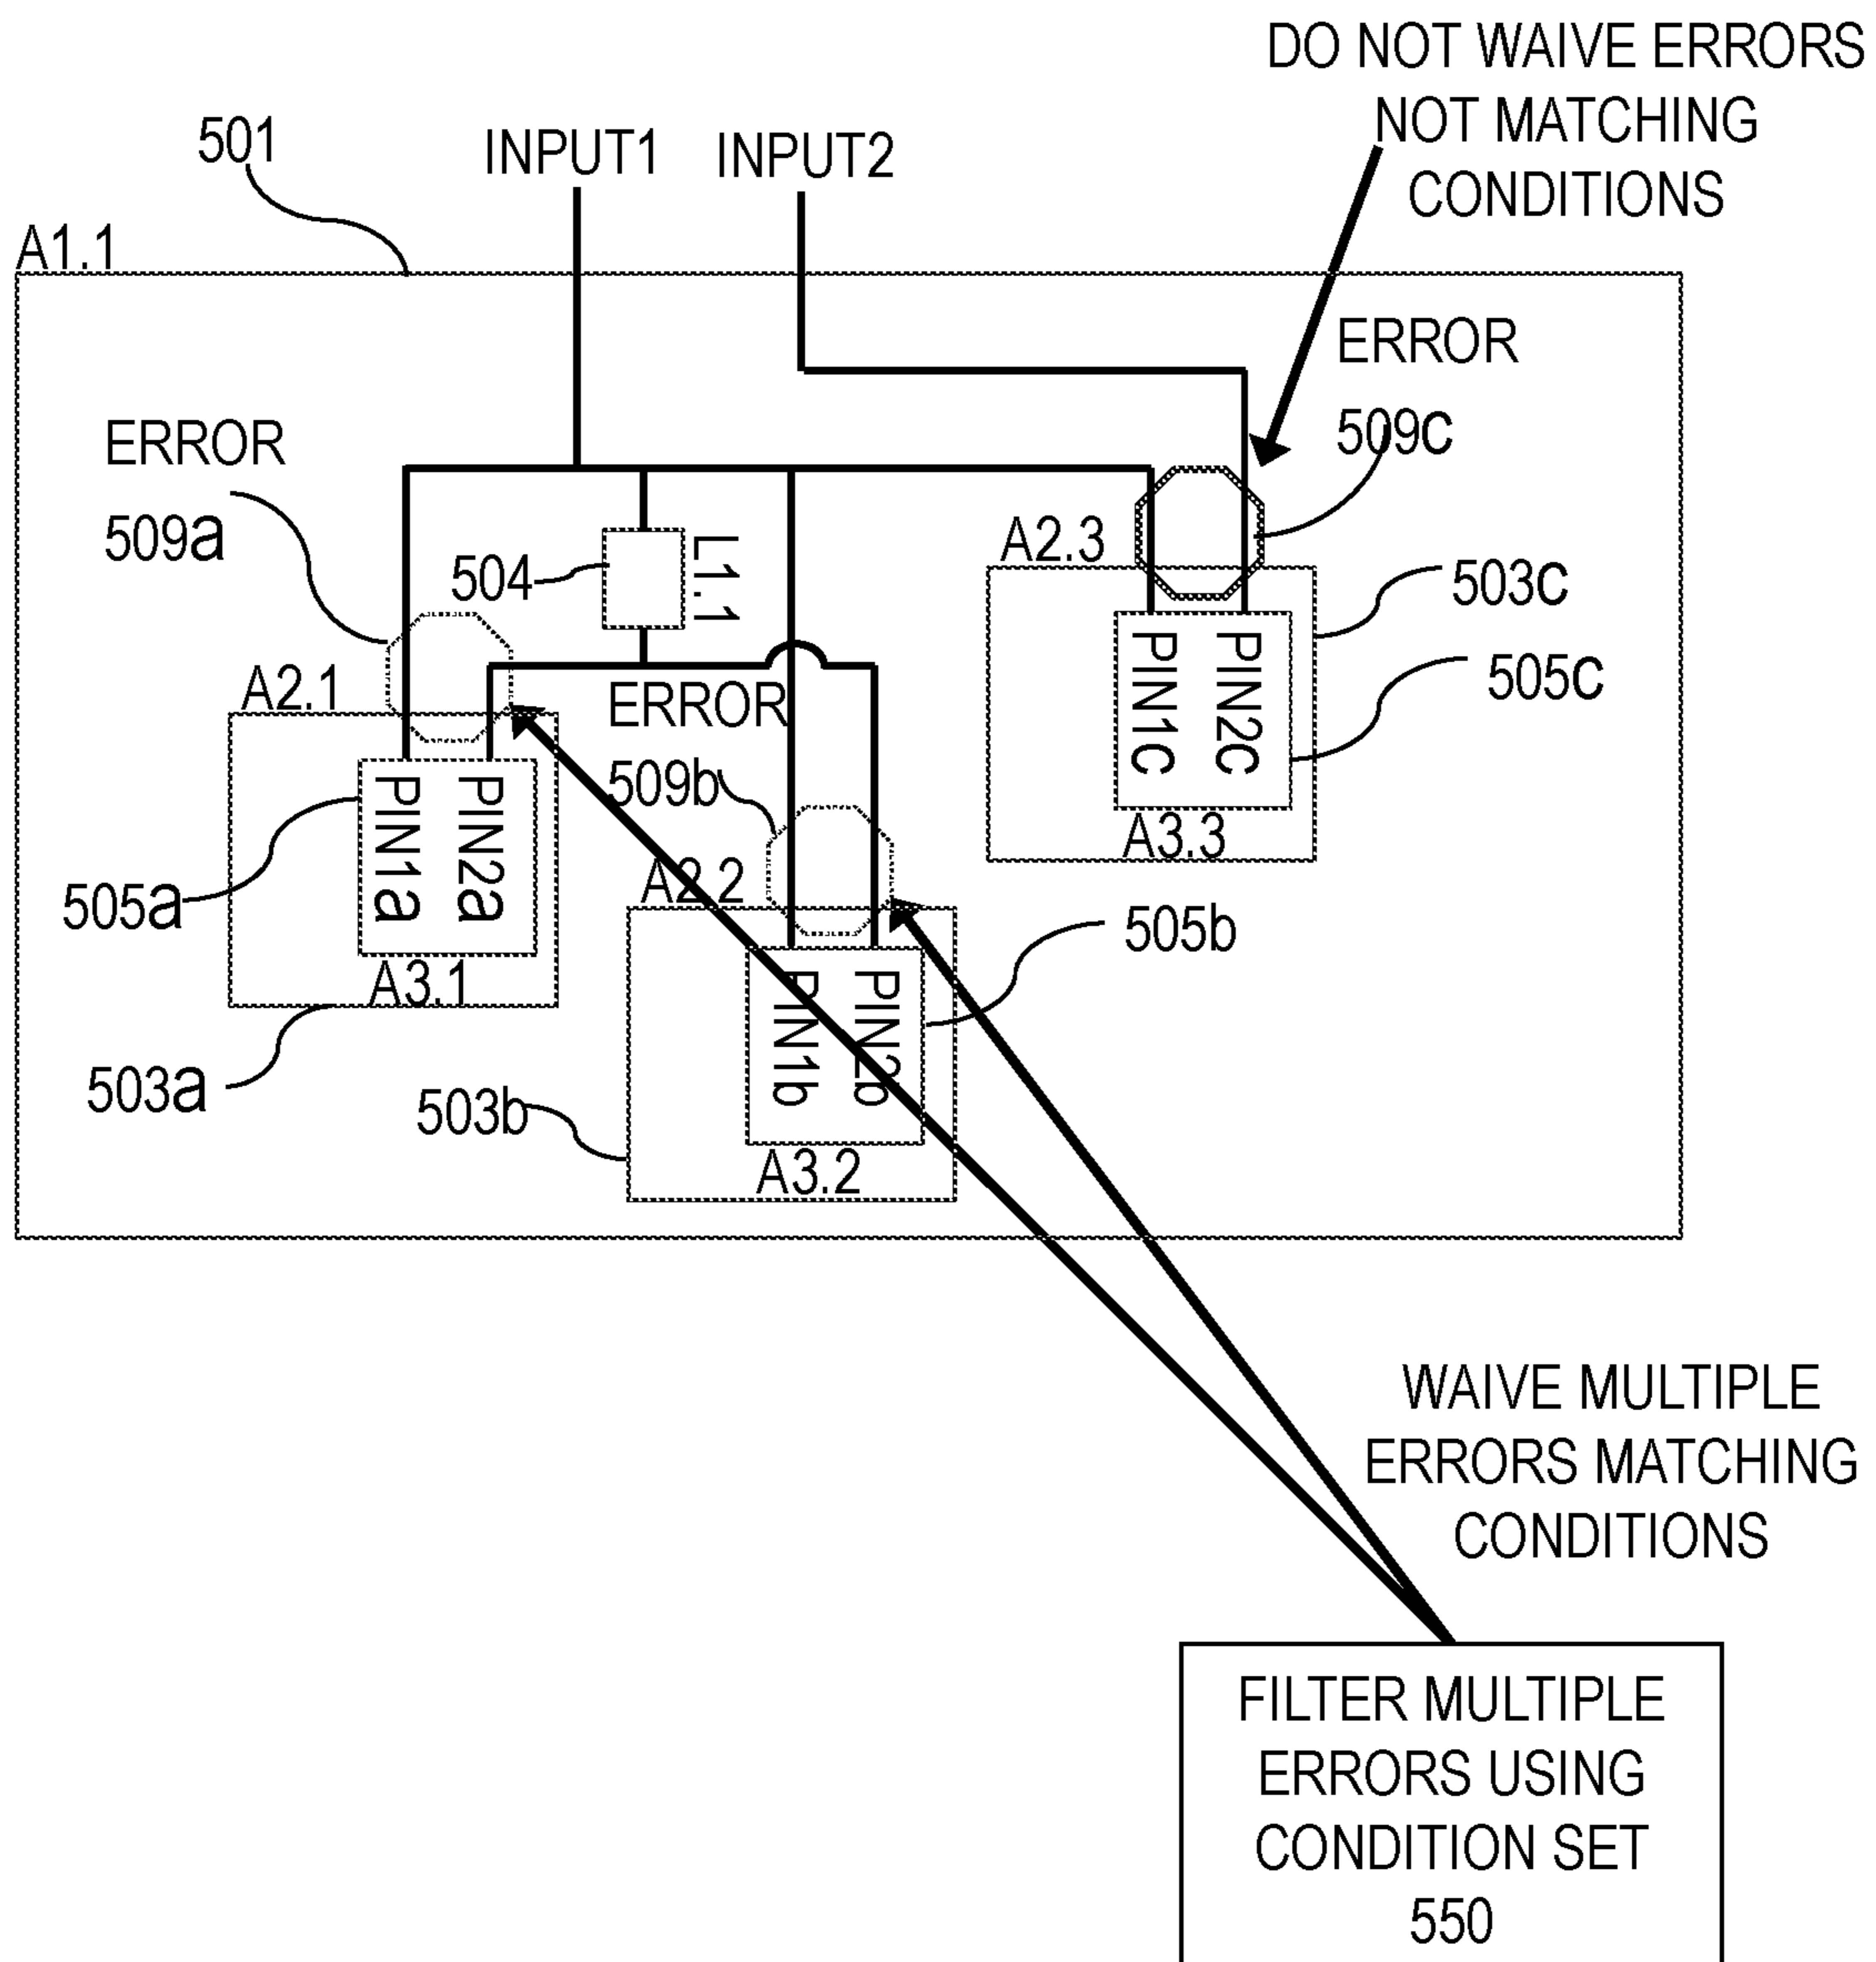 DO NOT WAIVE ERRORS
NOT MATCHING
CONDITIONS
501
INPUT1
INPUT2
A1.1
ERROR
509c
ERROR
509a
504
L1.1
A2.3
503c
505c
PIN1c
PIN2c
A3.3
A2.1
ERROR
509b
PIN1a
PIN2a
505a
A3.1
503a
A2.2
505b
PIN1b
PIN2b
503b
A3.2
WAIVE MULTIPLE
ERRORS MATCHING
CONDITIONS
FILTER MULTIPLE
ERRORS USING
CONDITION SET
550